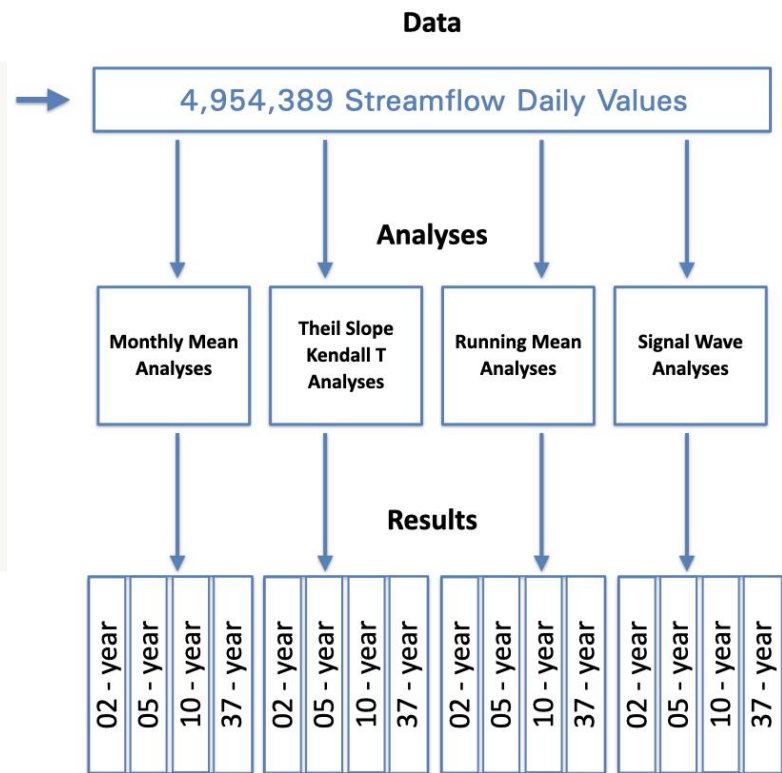 Data
4,954,389 Streamflow Daily Values
Analyses
Monthly Mean
Analyses
Theil Slope
Kendall T
Analyses
Running Mean
Analyses
Signal Wave
Analyses
Results
02 - year
05 - year
10 - year
37 - year
02 - year
05 - year
10 - year
37 - year
02 - year
05 - year
10 - year
37 - year
02 - year
05 - year
10 - year
37 - year